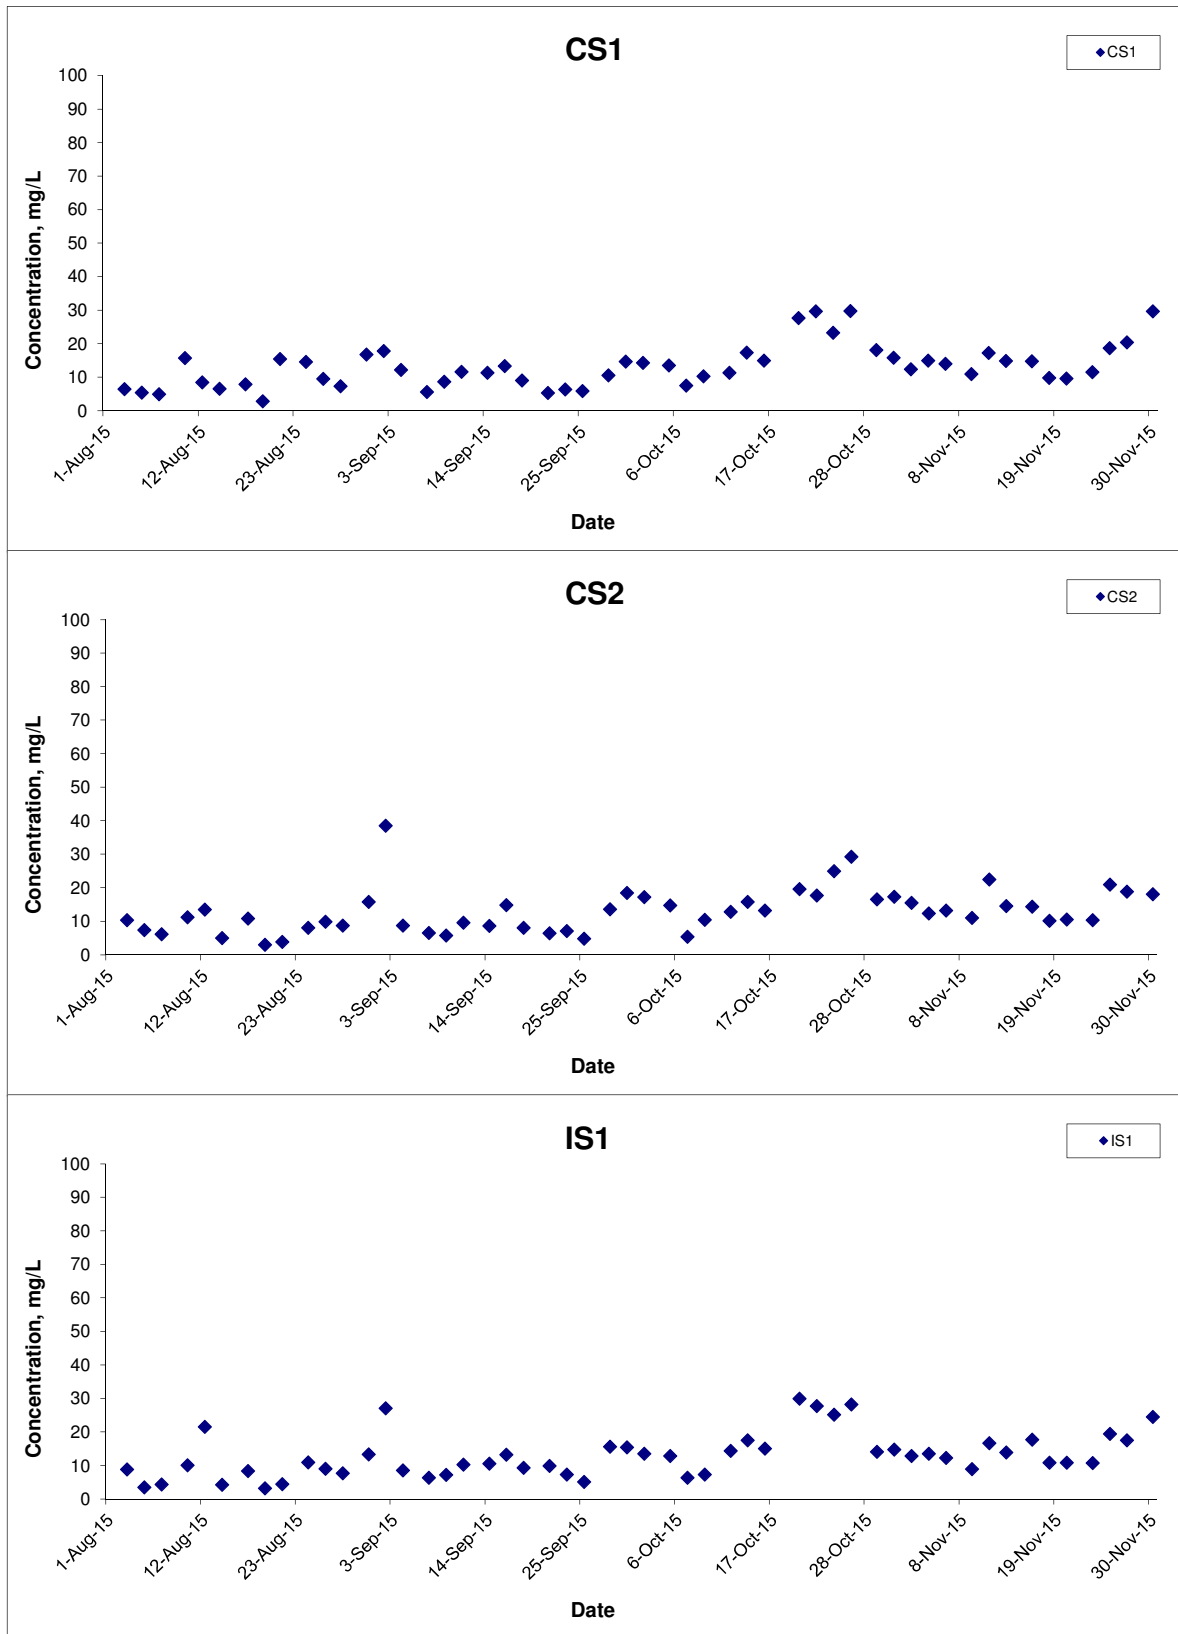 CS1
CS1
100
90
80
70
60
50
40
30
20
10
0
Concentration, mg/L
1-Aug-15
12-Aug-15
23-Aug-15
3-Sep-15
14-Sep-15
25-Sep-15
6-Oct-15
17-Oct-15
28-Oct-15
8-Nov-15
19-Nov-15
30-Nov-15
Date
CS2
CS2
100
90
80
70
60
50
40
30
20
10
0
Concentration, mg/L
1-Aug-15
12-Aug-15
23-Aug-15
3-Sep-15
14-Sep-15
25-Sep-15
6-Oct-15
17-Oct-15
28-Oct-15
8-Nov-15
19-Nov-15
30-Nov-15
Date
IS1
IS1
100
90
80
70
60
50
40
30
20
10
0
Concentration, mg/L
1-Aug-15
12-Aug-15
23-Aug-15
3-Sep-15
14-Sep-15
25-Sep-15
6-Oct-15
17-Oct-15
28-Oct-15
8-Nov-15
19-Nov-15
30-Nov-15
Date